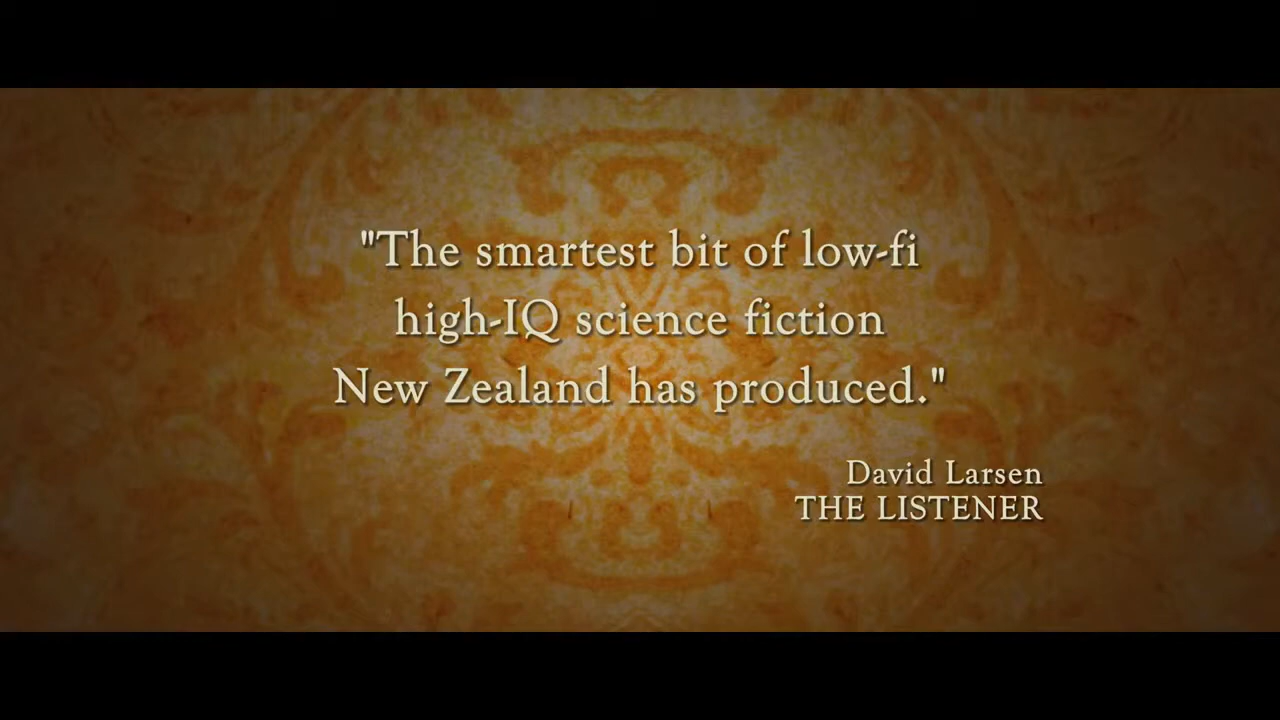 "The smartest bit of low-fi
high-IQ science fiction
New Zealand has produced."
David Larsen
THE LISTENER